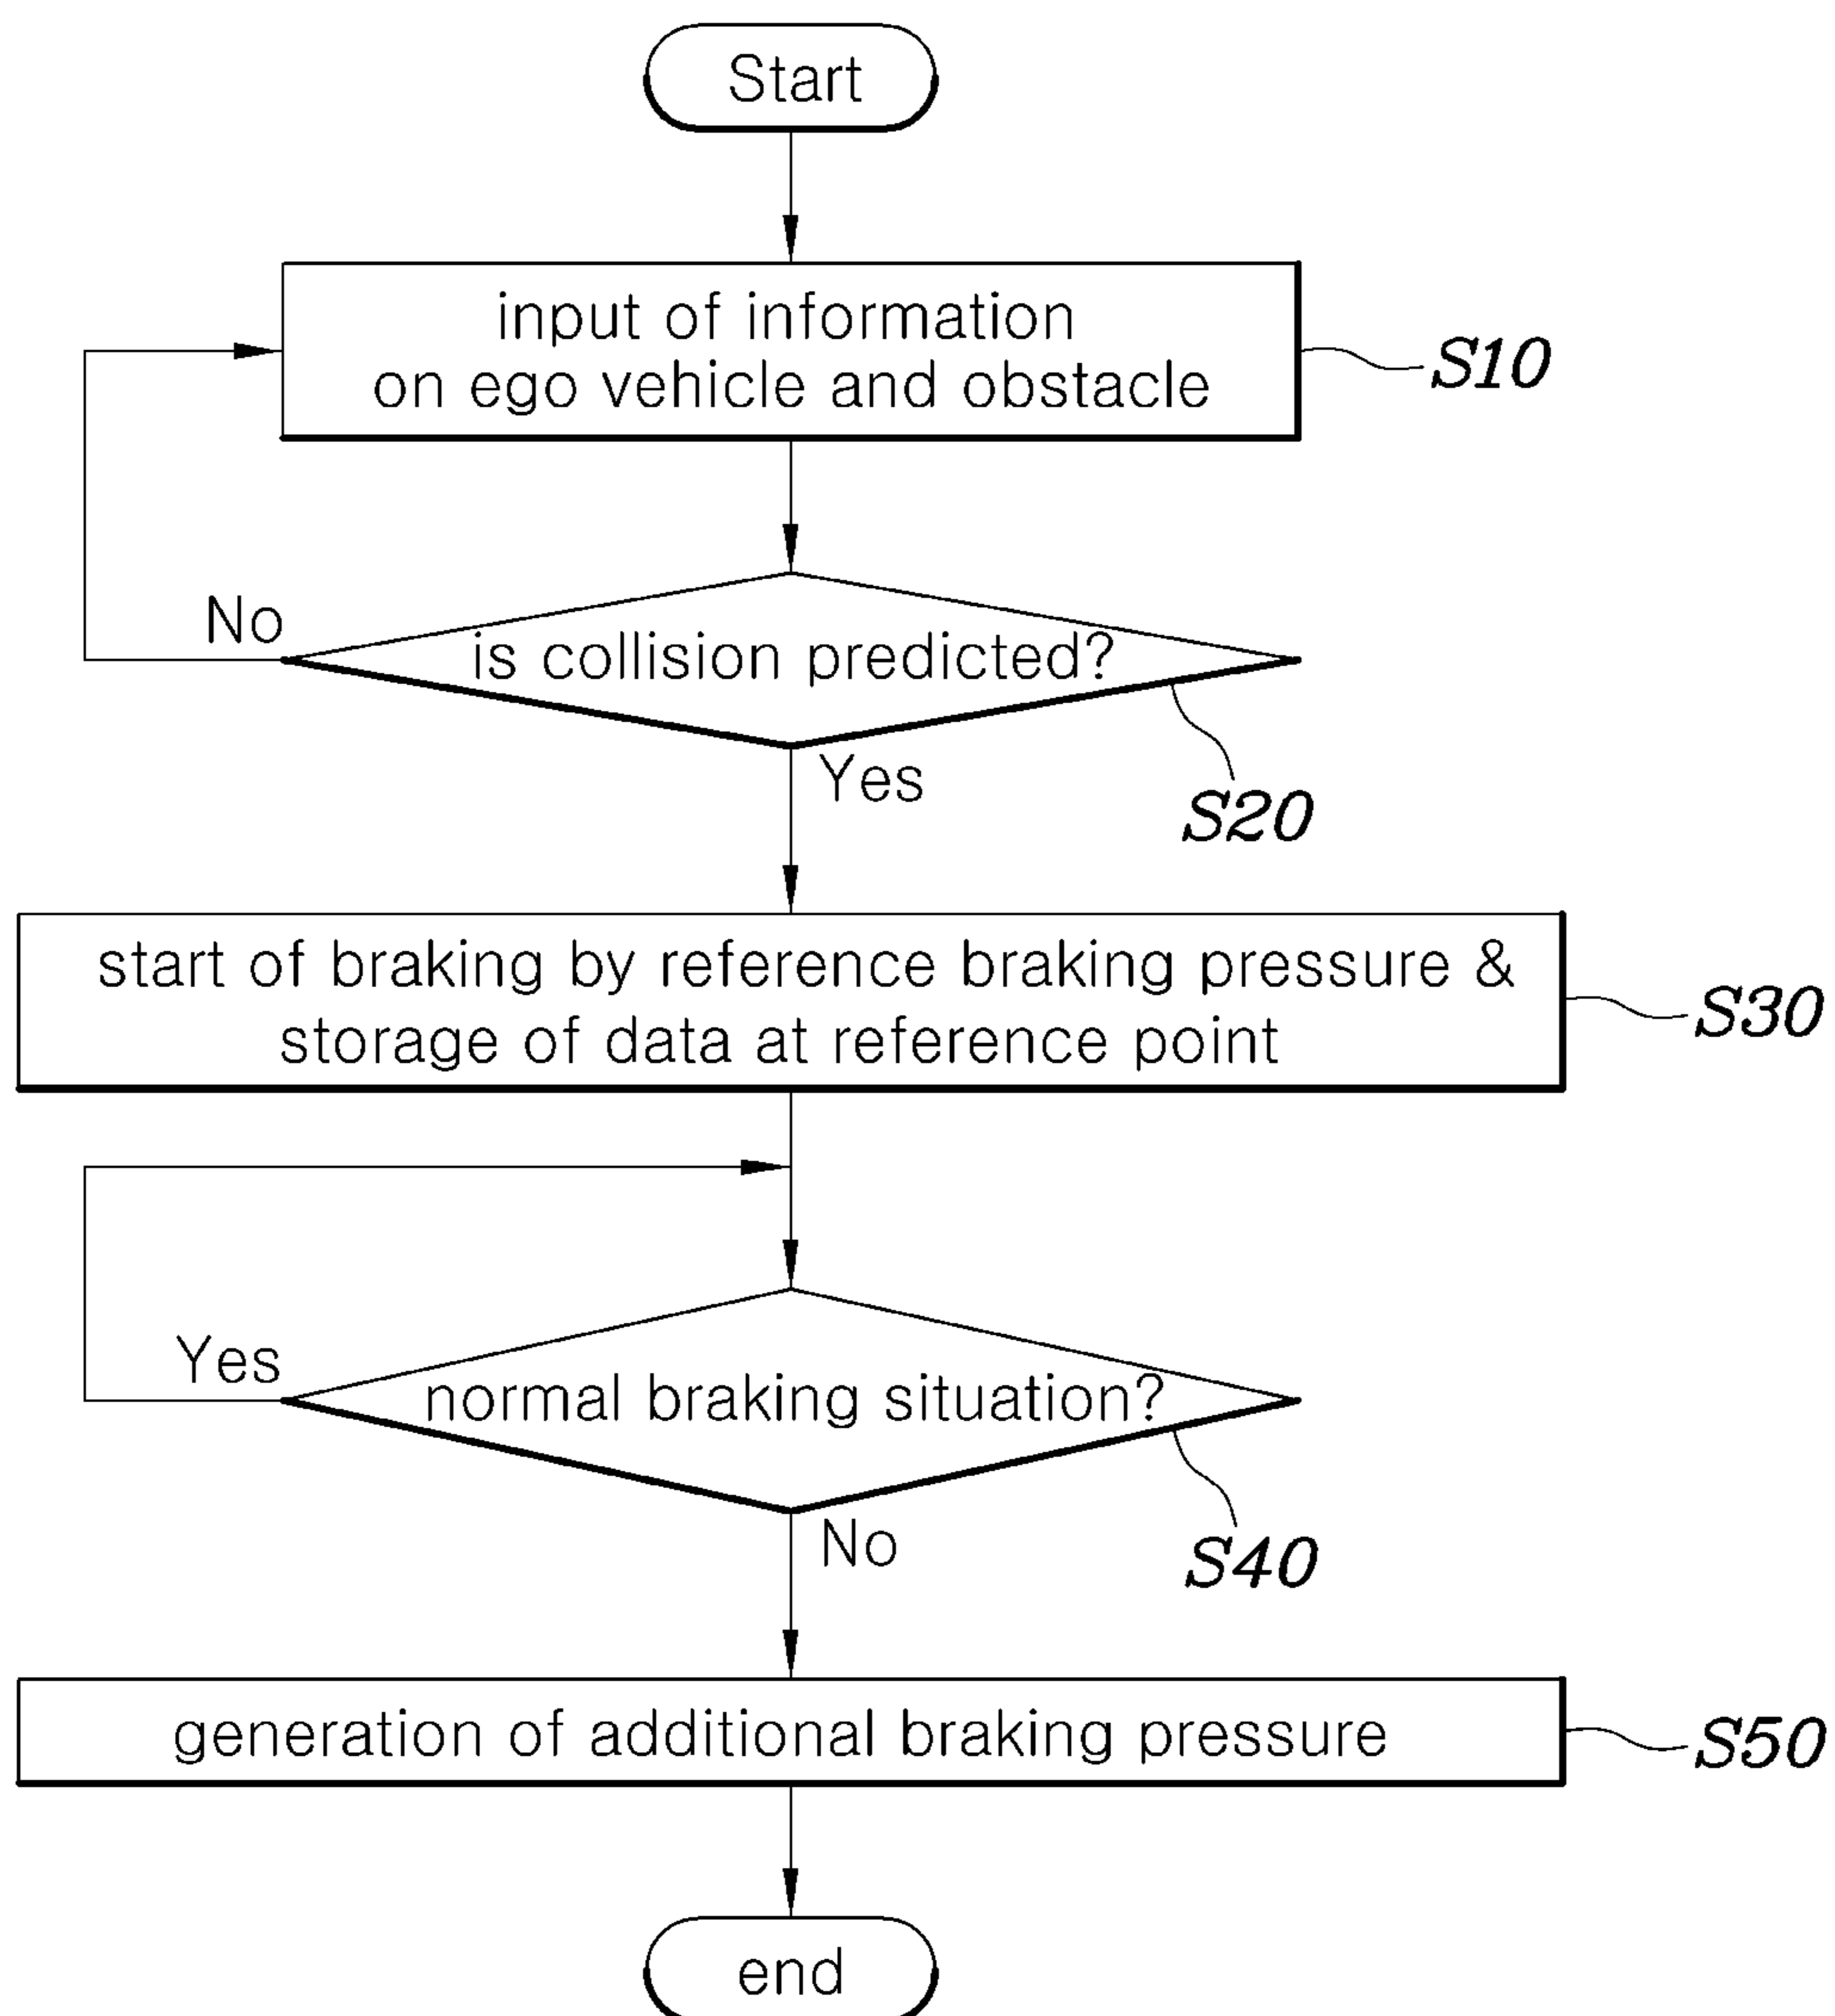 Start
input of information
on ego vehicle and obstacle
S10
No
is collision predicted?
Yes
S20
start of braking by reference braking pressure &
storage of data at reference point
S30
Yes
normal braking situation?
No
S40
generation of additional braking pressure
S50
end